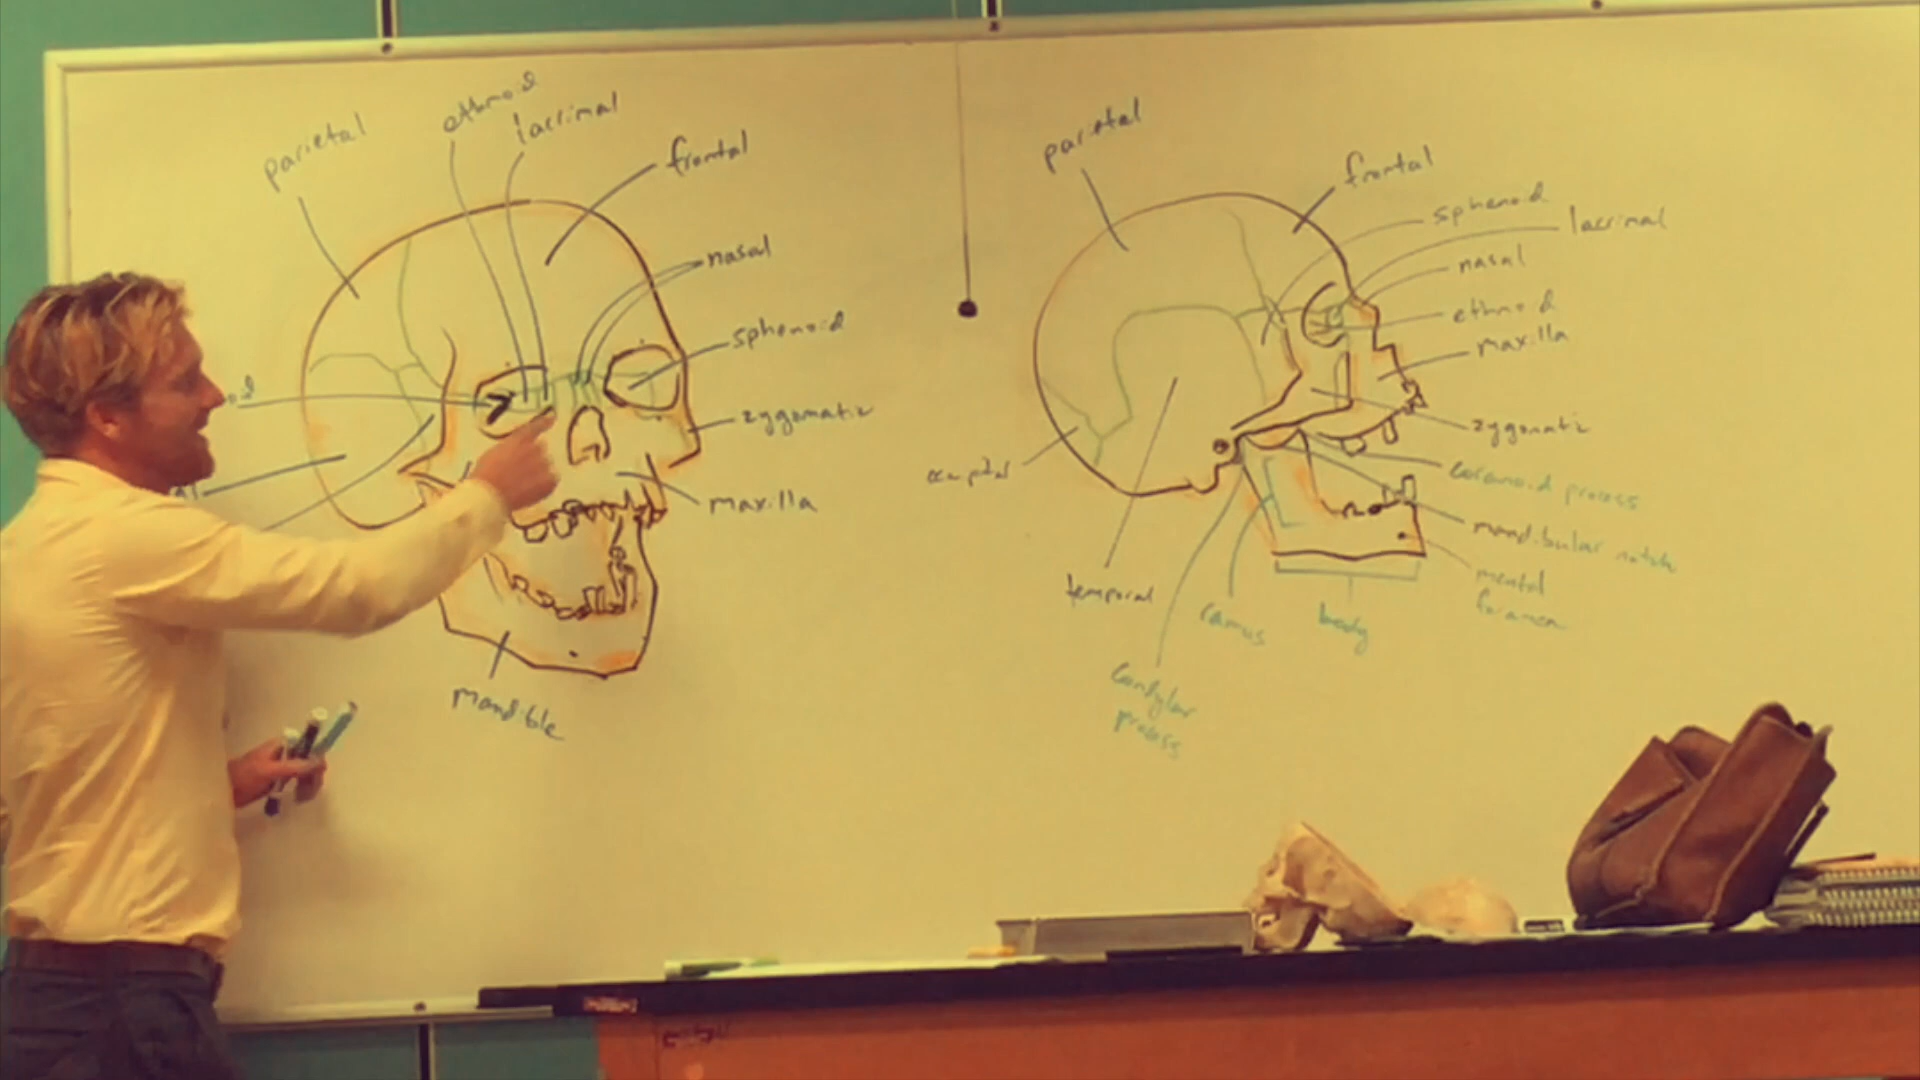 parietal
ethmoid
lacrimal
frontal
nasal
sphenoid
zygomatic
maxilla
mandible
parietal
frontal
sphenoid
lacrimal
nasal
ethmoid
maxilla
zygomatic
coronoid process
mandibular notch
mental
foramen
body
ramus
condylar
process
temporal
occipital